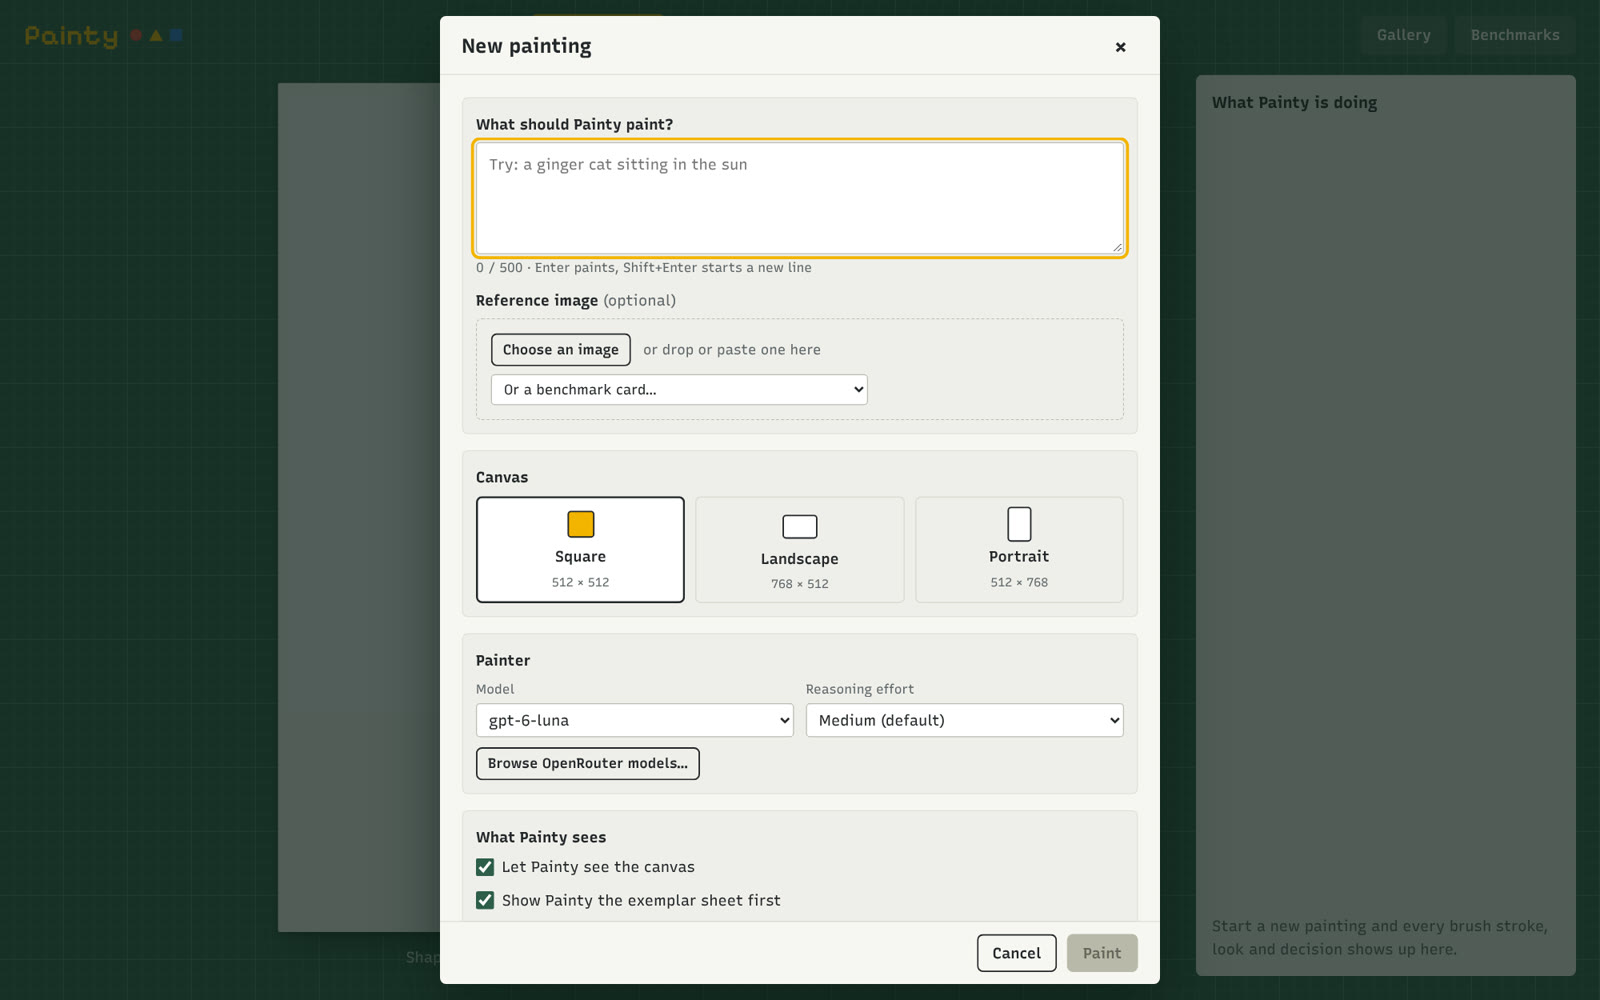 Painty
Gallery
Benchmarks
New painting
×
What Painty is doing
What should Painty paint?
Try: a ginger cat sitting in the sun
0 / 500 · Enter paints, Shift+Enter starts a new line
Reference image (optional)
Choose an image or drop or paste one here
Or a benchmark card...
Canvas
Square
512 × 512
Landscape
768 × 512
Portrait
512 × 768
Painter
Model
Reasoning effort
gpt-6-luna
Medium (default)
Browse OpenRouter models...
What Painty sees
Let Painty see the canvas
Show Painty the exemplar sheet first
Start a new painting and every brush stroke,
look and decision shows up here.
Cancel
Paint